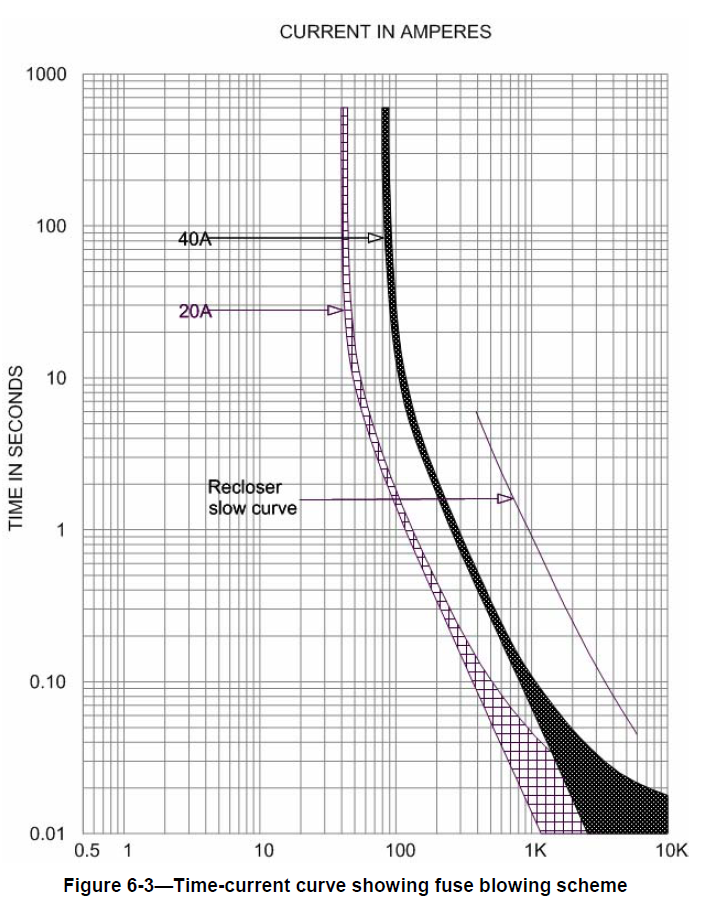 CURRENT IN AMPERES
1000
100
40A
20A
10
TIME IN SECONDS
Recloser
slow curve
1
0.10
0.01
0.5 1 10 100 1K 10K
Figure 6-3—Time-current curve showing fuse blowing scheme